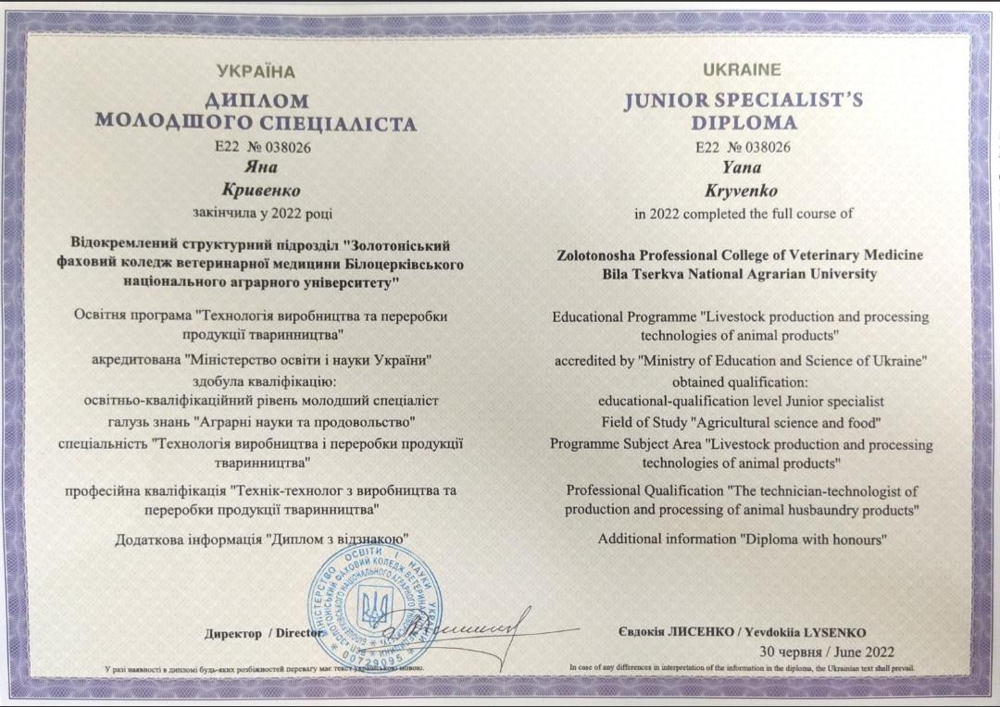 УКРАЇНА
ДИПЛОМ
МОЛОДШОГО СПЕЦІАЛІСТА
E22 № 038026
Яна
Кривенко
закінчила у 2022 році
Відокремлений структурний підрозділ "Золотоніський
фаховий коледж ветеринарної медицини Білоцерківського
національного аграрного університету"
Освітня програма "Технологія виробництва та переробки
продукції тваринництва"
акредитована "Міністерство освіти і науки України"
здобула кваліфікацію:
освітньо-кваліфікаційний рівень молодший спеціаліст
галузь знань "Аграрні науки та продовольство"
спеціальність "Технологія виробництва і переробки продукції
тваринництва"
професійна кваліфікація "Технік-технолог з виробництва та
переробки продукції тваринництва"
Додаткова інформація "Диплом з відзнакою"
Директор / Director
У разі наявності в дипломі будь-яких розбіжностей перевагу має текст українською мовою.
UKRAINE
JUNIOR SPECIALIST'S
DIPLOMA
E22 № 038026
Yana
Kryvenko
in 2022 completed the full course of
Zolotonosha Professional College of Veterinary Medicine
Bila Tserkva National Agrarian University
Educational Programme "Livestock production and processing
technologies of animal products"
accredited by "Ministry of Education and Science of Ukraine"
obtained qualification:
educational-qualification level Junior specialist
Field of Study "Agricultural science and food"
Programme Subject Area "Livestock production and processing
technologies of animal products"
Professional Qualification "The technician-technologist of
production and processing of animal husbaundry products"
Additional information "Diploma with honours"
Євдокія ЛИСЕНКО / Yevdokiia LYSENKO
30 червня / June 2022
In case of any differences in interpretation of the information in the diploma, the Ukrainian text shall prevail.
МІНІСТЕРСТВО ОСВІТИ І НАУКИ УКРАЇНИ
00729095